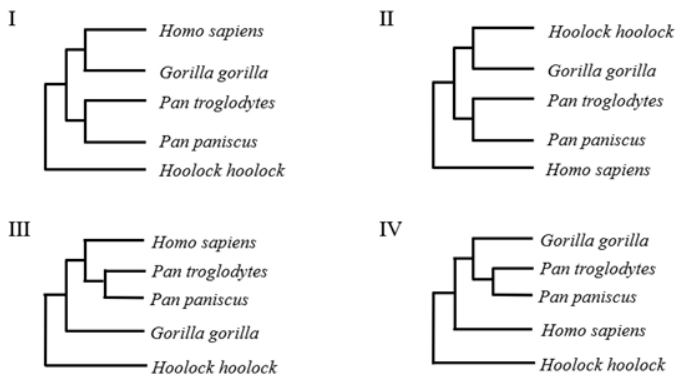 I
Homo sapiens
Gorilla gorilla
Pan troglodytes
Pan paniscus
Hoolock hoolock
II
Hoolock hoolock
Gorilla gorilla
Pan troglodytes
Pan paniscus
Homo sapiens
III
Homo sapiens
Pan troglodytes
Pan paniscus
Gorilla gorilla
Hoolock hoolock
IV
Gorilla gorilla
Pan troglodytes
Pan paniscus
Homo sapiens
Hoolock hoolock